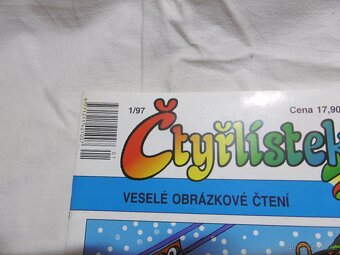 1/97
Cena 17,90
Čtyřlístek
VESELÉ OBRÁZKOVÉ ČTENÍ